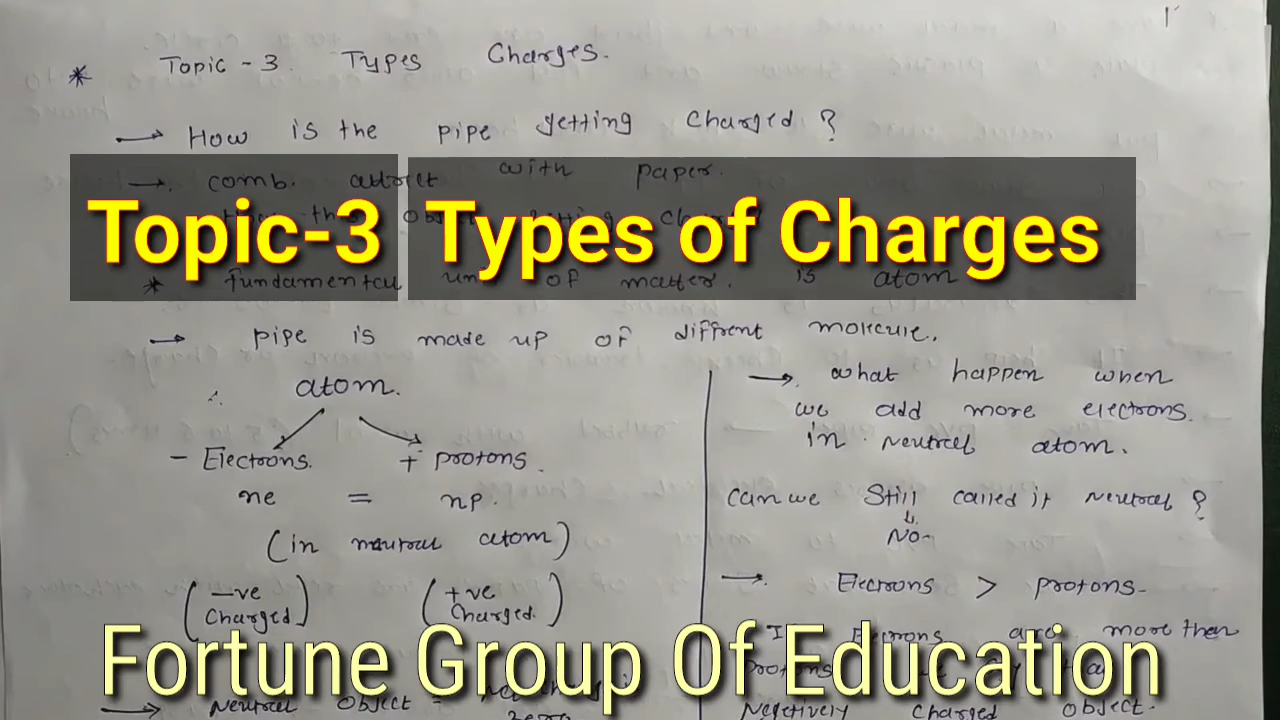 * Topic - 3. Types Charges.
→ How is the pipe getting charged ?
→. comb. attract with paper.
Topic-3 Types of Charges
* fundamental of matter. is atom
→ pipe is made up of diffrent molecule.
atom.
- Electrons. + protons.
ne = np.
(in neutral atom)
(-ve charged) (+ve charged.)
→ Neutral object =
→. what happen when
we add more electrons.
in neutral atom.
can we still called it neutral ?
↓
No-
→. Electrons > protons-
Electrons are more then
Negetively charged object.
Fortune Group Of Education